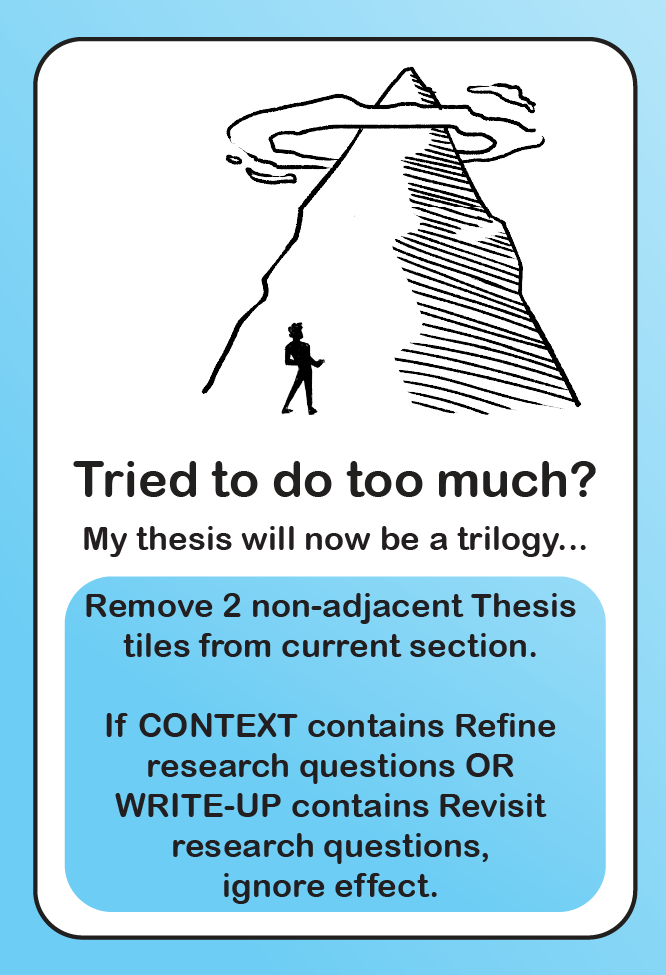 Tried to do too much?
My thesis will now be a trilogy...
Remove 2 non-adjacent Thesis
tiles from current section.
If CONTEXT contains Refine
research questions OR
WRITE-UP contains Revisit
research questions,
ignore effect.